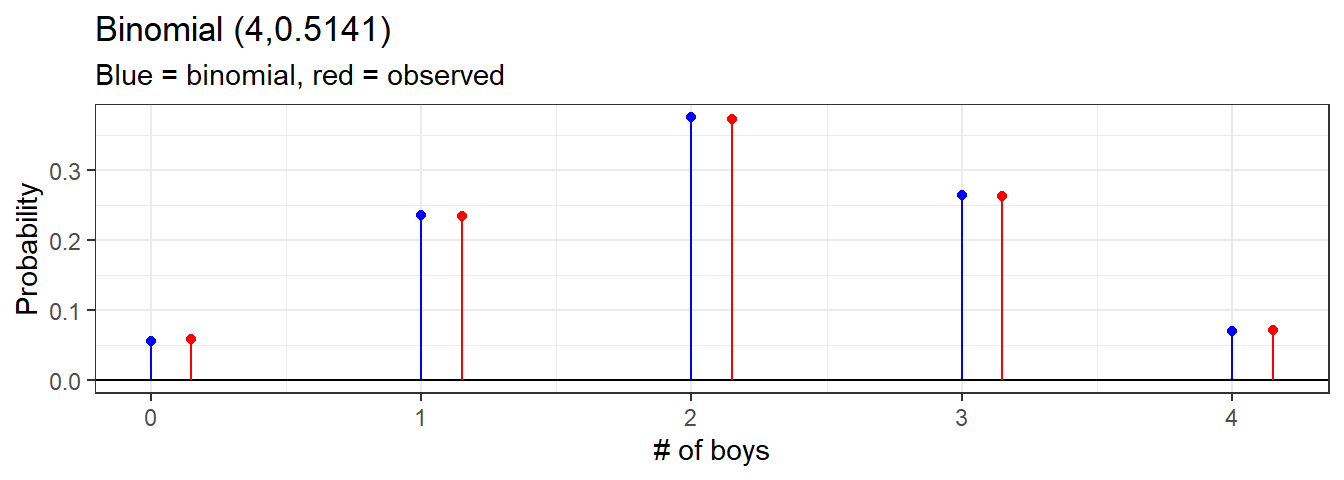 Binomial (4,0.5141)
Blue = binomial, red = observed
Probability
0.3
0.2
0.1
0.0
0 1 2 3 4
# of boys